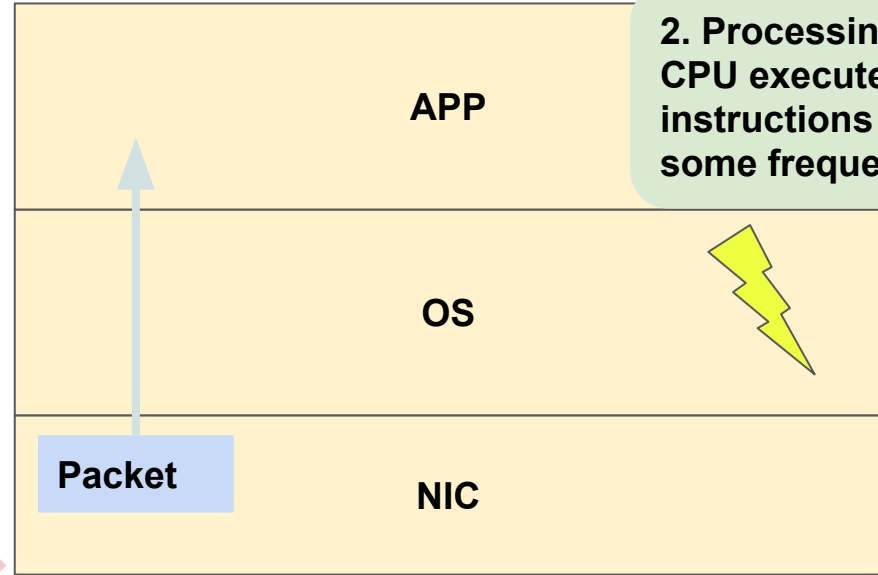 2. Processin
CPU execute
instructions
some freque
APP
OS
Packet
NIC